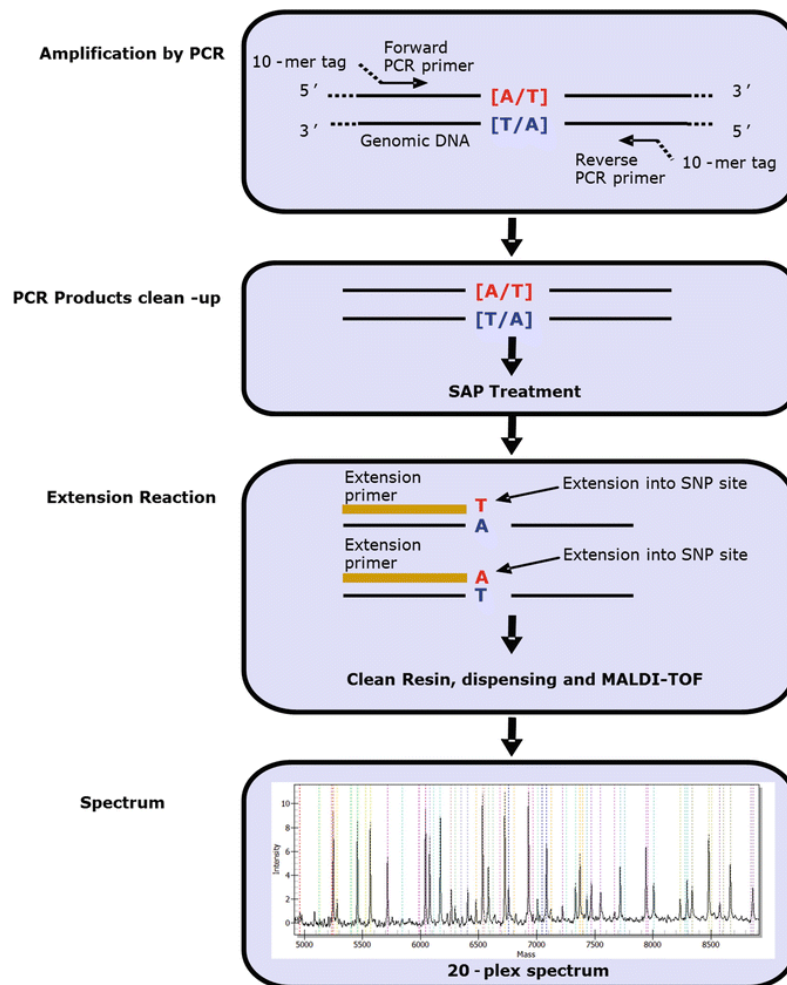 Amplification by PCR
10 -mer tag
Forward
PCR primer
5 ’
[A/T]
3 ’
3 ’
[T/A]
5 ’
Genomic DNA
Reverse
PCR primer
10 -mer tag
PCR Products clean -up
[A/T]
[T/A]
SAP Treatment
Extension Reaction
Extension
primer
T
Extension into SNP site
A
Extension
primer
A
Extension into SNP site
T
Clean Resin, dispensing and MALDI-TOF
Spectrum
Intensity
10
8
6
4
2
0
5000 5500 6000 6500 7000 7500 8000 8500
Mass
20 - plex spectrum